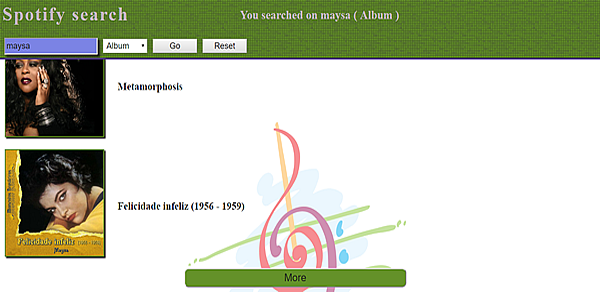 Spotify search
You searched on maysa ( Album )
maysa
Album
Go
Reset
Metamorphosis
Felicidade infeliz (1956 - 1959)
Felicidade infeliz
Maysa
More